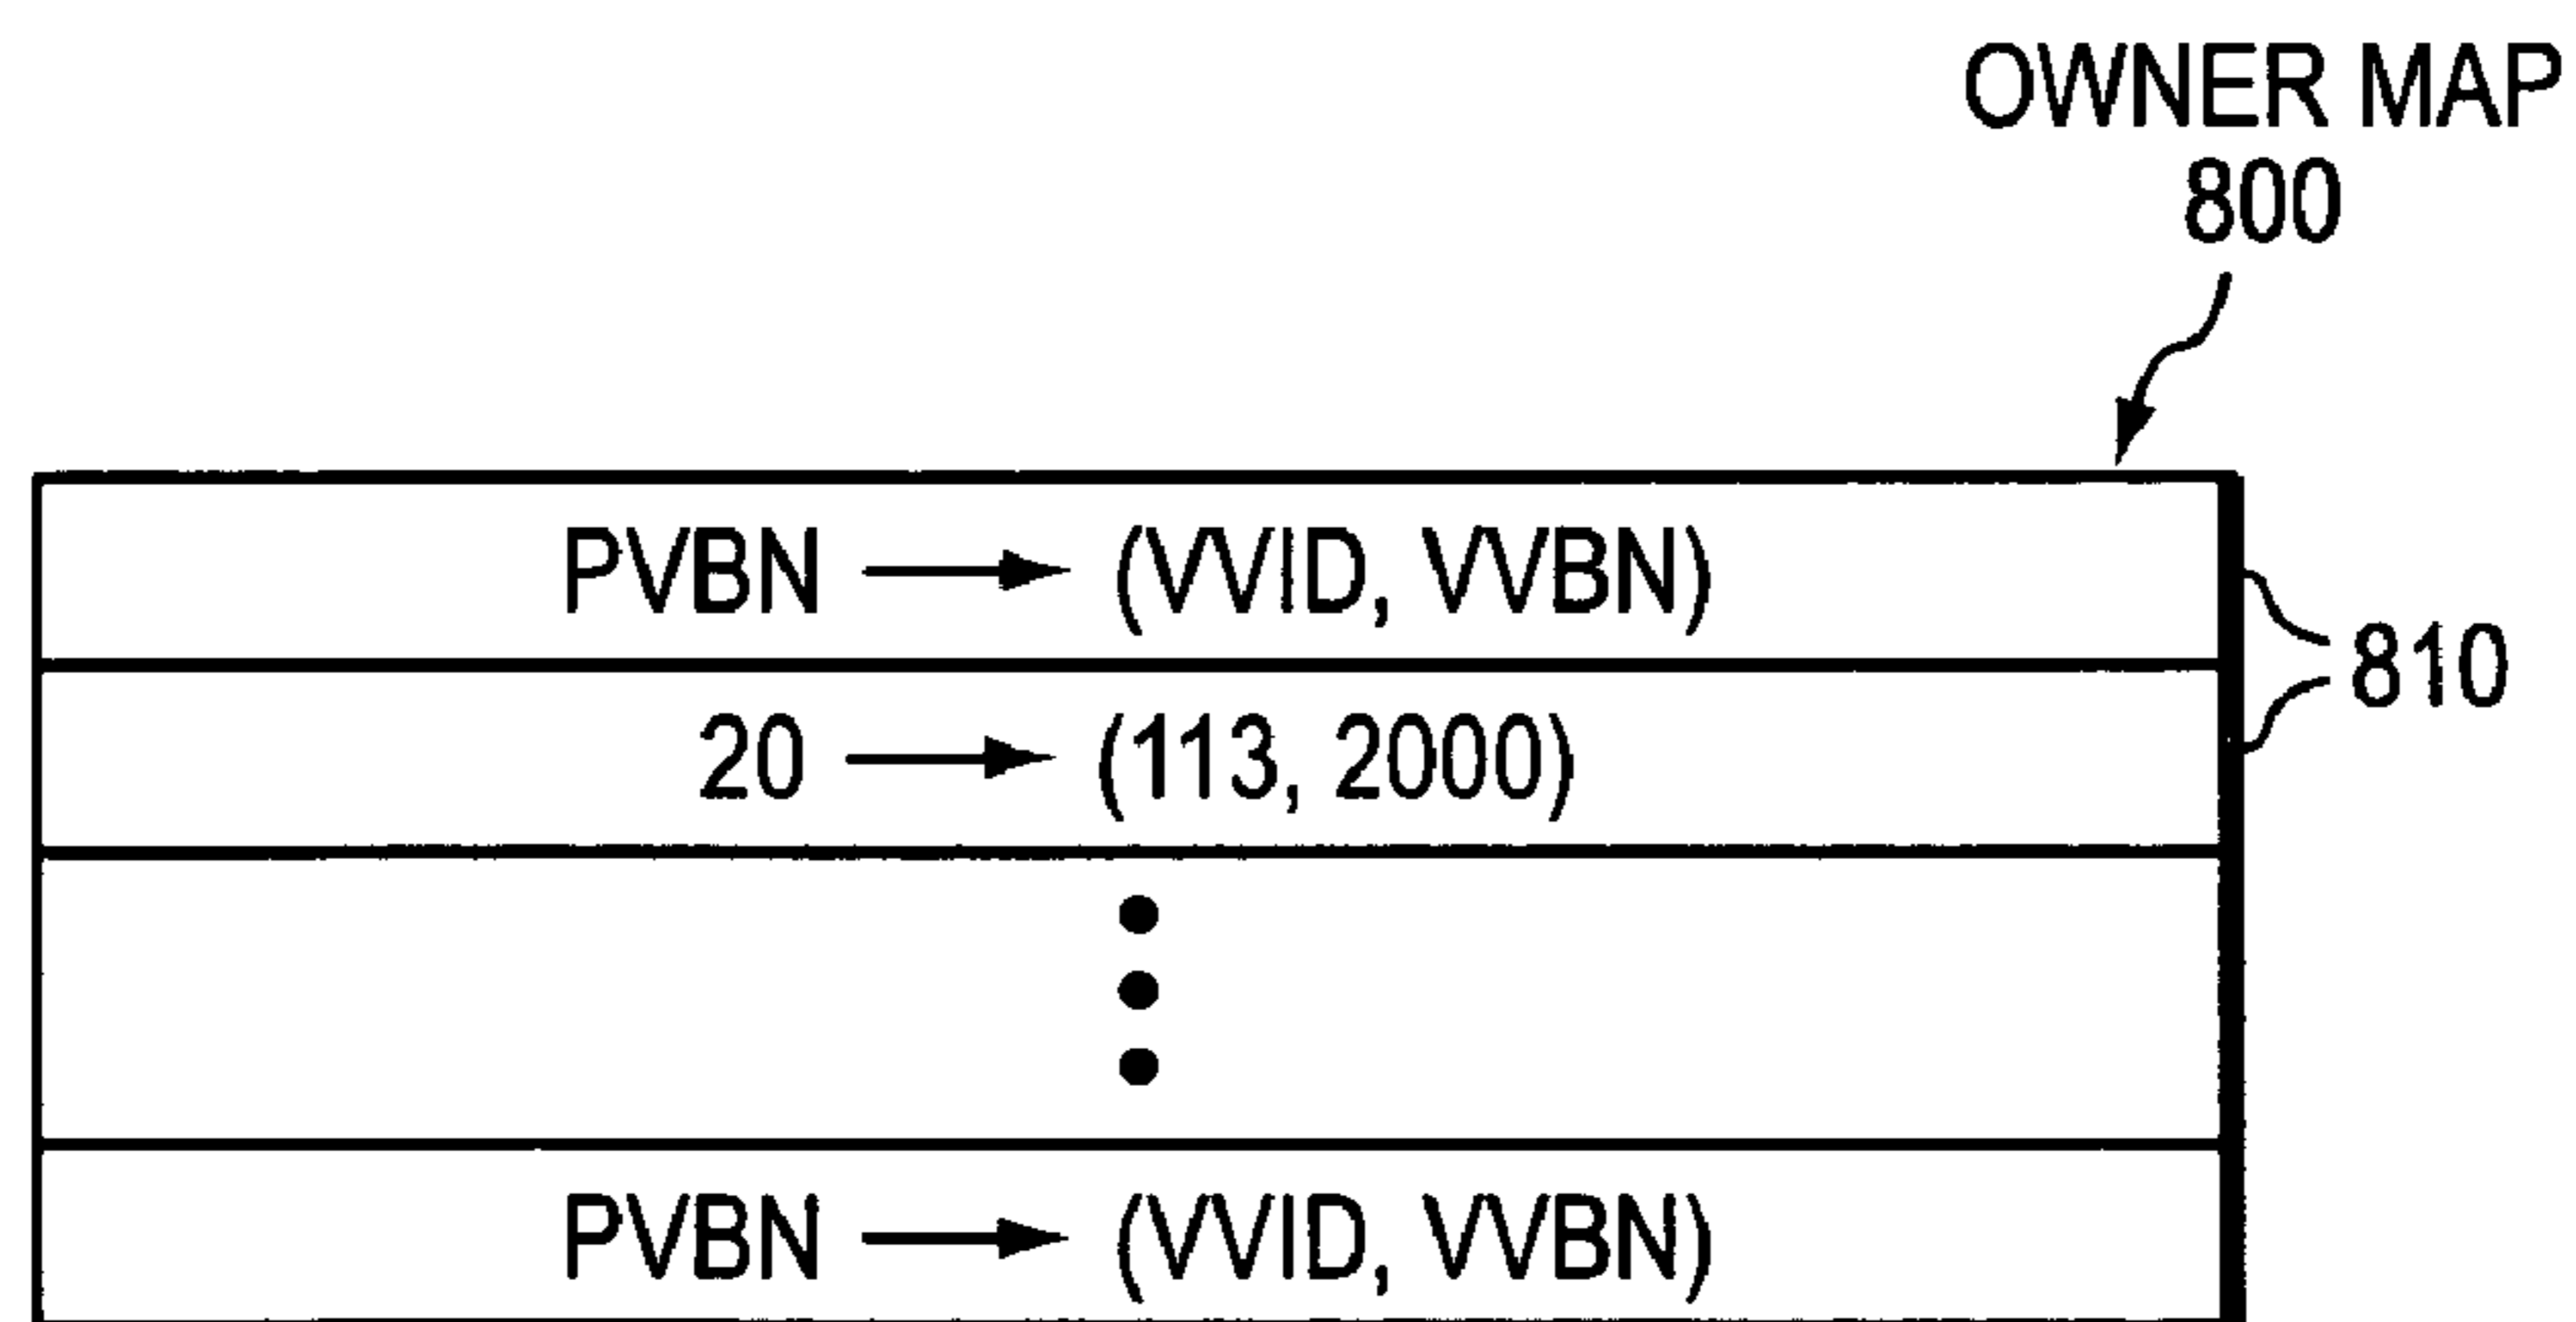 OWNER MAP
800
PVBN → (VVID, VVBN)
810
20 → (113, 2000)
PVBN → (VVID, VVBN)